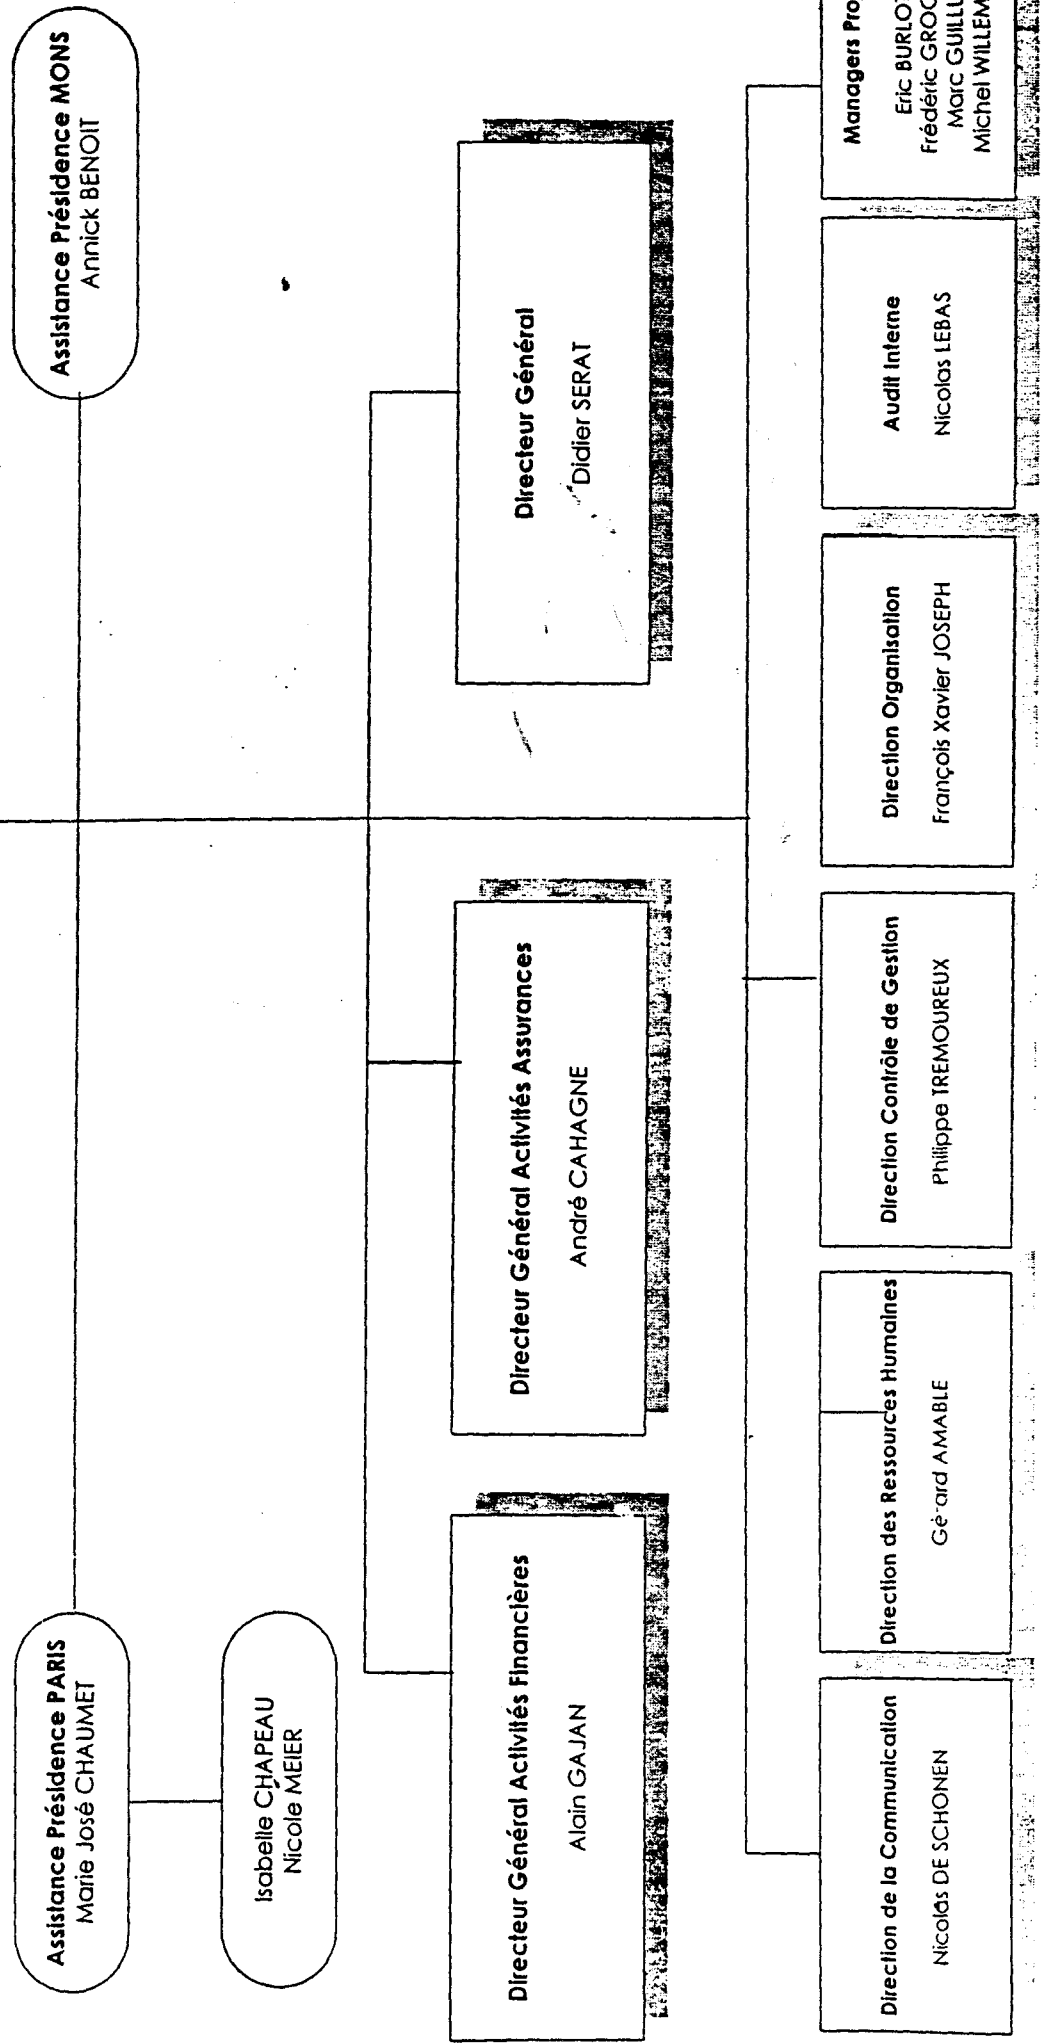 Assistance Présidence PARIS
Marie José CHAUMET
Assistance Présidence MONS
Annick BENOIT
Isabelle CHAPEAU
Nicole MEIER
Directeur Général Activités Financières
Alain GAJAN
Directeur Général Activités Assurances
André CAHAGNE
Directeur Général
Didier SERAT
Direction de la Communication
Nicolas DE SCHONEN
Direction des Ressources Humaines
Gérard AMABLE
Direction Contrôle de Gestion
Philippe TREMOUREUX
Direction Organisation
François Xavier JOSEPH
Audit Interne
Nicolas LEBAS
Managers
Eric
Frédéric
Marc
Michel